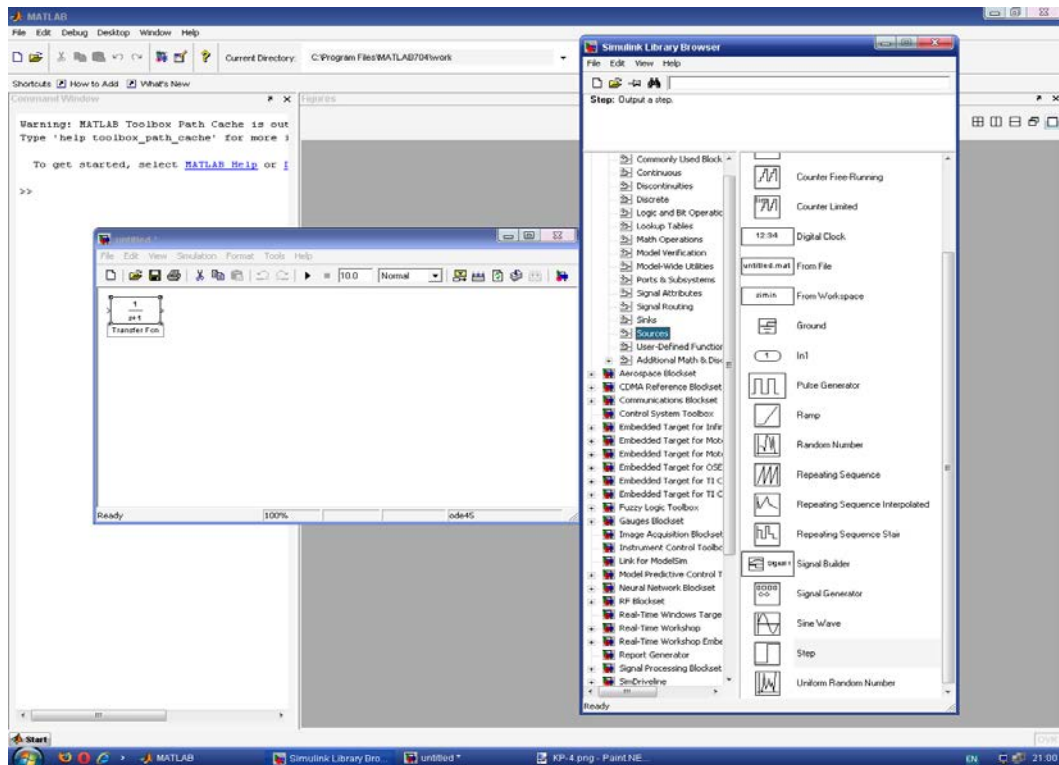 MATLAB
File Edit Debug Desktop Window Help
Current Directory: C:\Program Files\MATLAB704\work
Shortcuts How to Add What's New
Command Window
Figures
Warning: MATLAB Toolbox Path Cache is out
Type 'help toolbox_path_cache' for more i
To get started, select MATLAB Help or
>>
untitled *
File Edit View Simulation Format Tools Help
10.0 Normal
1
s+1
Transfer Fcn
Ready 100% ode45
Simulink Library Browser
File Edit View Help
Step: Output a step.
Commonly Used Block
Continuous
Discontinuities
Discrete
Logic and Bit Operatic
Lookup Tables
Math Operations
Model Verification
Model-Wide Utilities
Ports & Subsystems
Signal Attributes
Signal Routing
Sinks
Sources
User-Defined Function
Additional Math & Disc
Aerospace Blockset
CDMA Reference Blockset
Communications Blockset
Control System Toolbox
Embedded Target for Infir
Embedded Target for Moto
Embedded Target for Moto
Embedded Target for OSE
Embedded Target for TI C
Embedded Target for TI C
Fuzzy Logic Toolbox
Gauges Blockset
Image Acquisition Blockset
Instrument Control Toolbo
Link for ModelSim
Model Predictive Control T
Neural Network Blockset
RF Blockset
Real-Time Windows Targe
Real-Time Workshop
Real-Time Workshop Embe
Report Generator
Signal Processing Blockset
SimDriveline
Counter Free-Running
Counter Limited
12:34 Digital Clock
untitled.mat From File
simin From Workspace
Ground
1 In1
Pulse Generator
Ramp
Random Number
Repeating Sequence
Repeating Sequence Interpolated
Repeating Sequence Stair
Signal 1 Signal Builder
Signal Generator
Sine Wave
Step
Uniform Random Number
Ready
Start
OVR
MATLAB
Simulink Library Bro...
untitled *
KP-4.png - Paint.NE...
EN
21:00